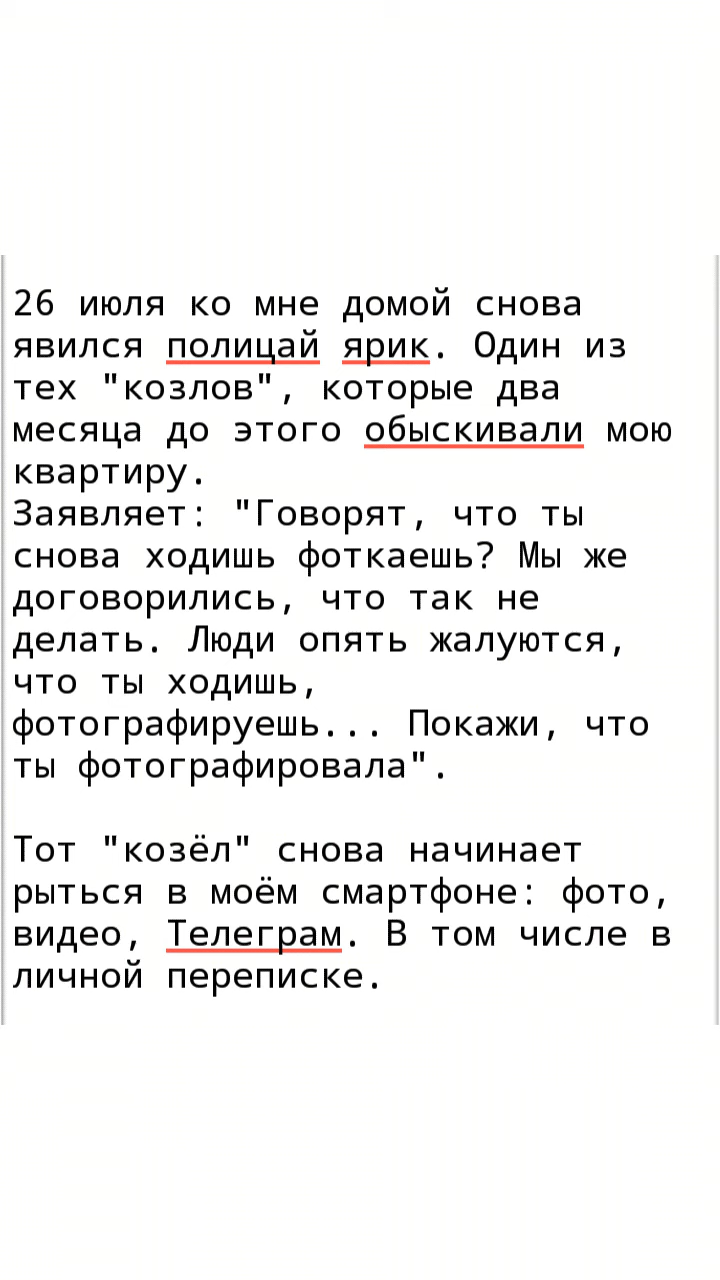 26 июля ко мне домой снова
явился полицай ярик. Один из
тех "козлов", которые два
месяца до этого обыскивали мою
квартиру.
Заявляет: "Говорят, что ты
снова ходишь фоткаешь? Мы же
договорились, что так не
делать. Люди опять жалуются,
что ты ходишь,
фотографируешь... Покажи, что
ты фотографировала".
Тот "козёл" снова начинает
рыться в моём смартфоне: фото,
видео, Телеграм. В том числе в
личной переписке.